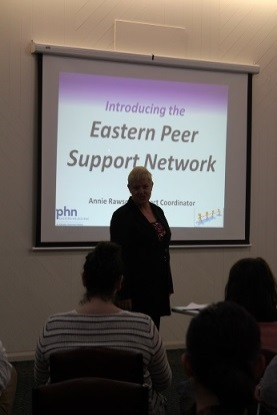 Introducing the
Eastern Peer
Support Network
Annie Coordinator
phn